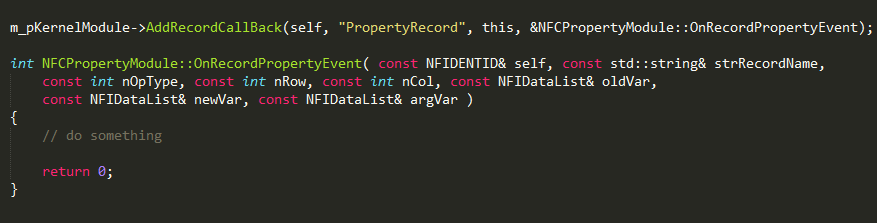 m_pKernelModule->AddRecordCallBack(self, "PropertyRecord", this, &NFCPropertyModule::OnRecordPropertyEvent);
int NFCPropertyModule::OnRecordPropertyEvent( const NFIDENTID& self, const std::string& strRecordName,
const int nOpType, const int nRow, const int nCol, const NFIDataList& oldVar,
const NFIDataList& newVar, const NFIDataList& argVar )
{
// do something
return 0;
}